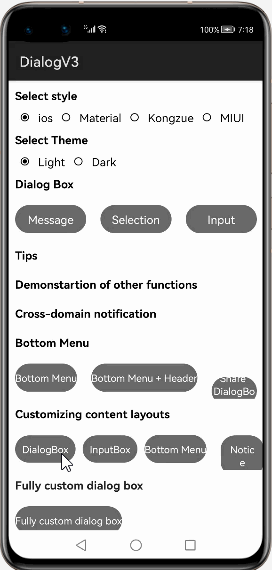 100% 7:18
DialogV3
Select style
ios Material Kongzue MIUI
Select Theme
Light Dark
Dialog Box
Message Selection Input
Tips
Demonstartion of other functions
Cross-domain notification
Bottom Menu
Bottom Menu Bottom Menu + Header Share
DialogBo
Customizing content layouts
DialogBox InputBox Bottom Menu Notic
e
Fully custom dialog box
Fully custom dialog box